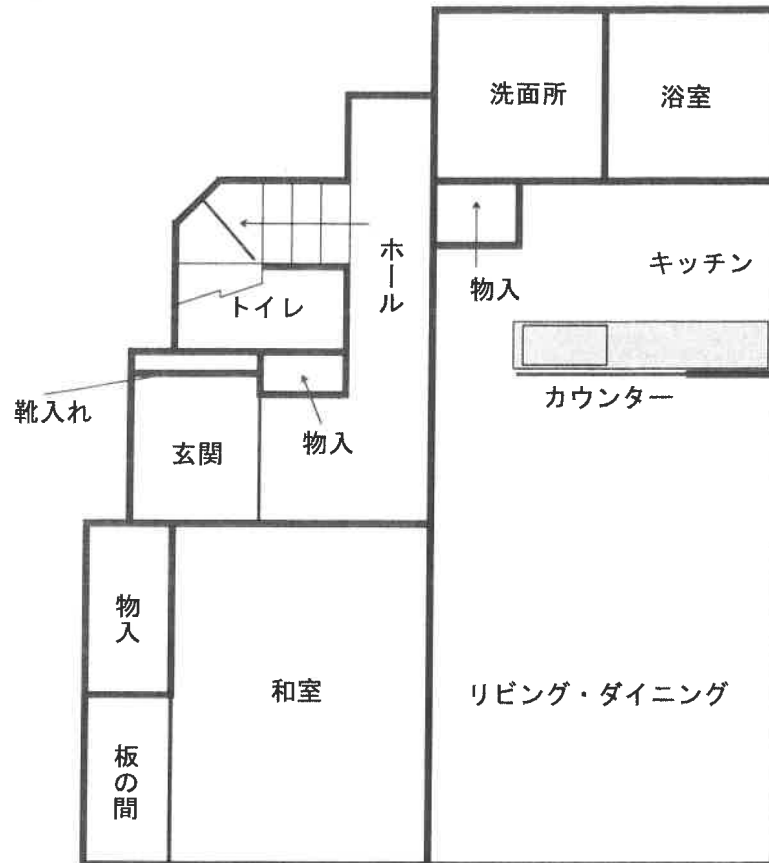 洗面所
浴室
ホール
物入
キッチン
トイレ
カウンター
靴入れ
玄関
物入
物入
和室
リビング・ダイニング
板の間